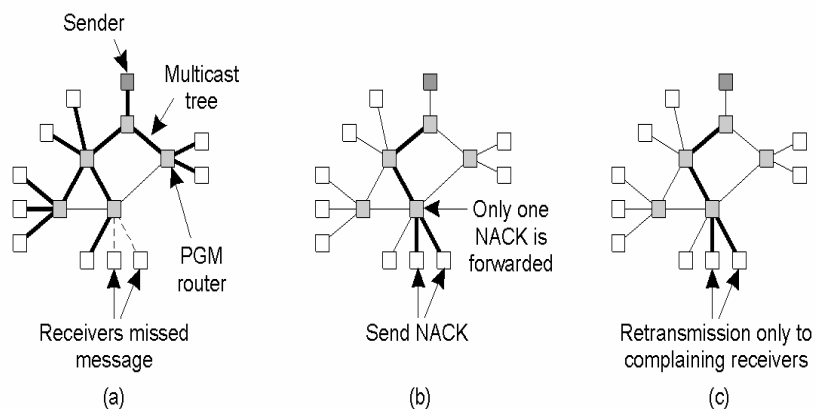 Sender
Multicast
tree
PGM
router
Receivers missed
message
(a)
Only one
NACK is
forwarded
Send NACK
(b)
Retransmission only to
complaining receivers
(c)